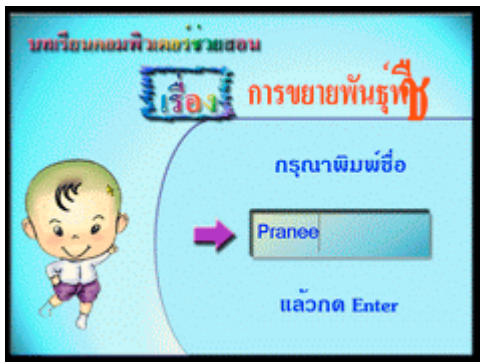 บทเรียนคอมพิวเตอร์ช่วยสอน
เรื่อง การขยายพันธุ์พืช
กรุณาพิมพ์ชื่อ
Pranee
แล้วกด Enter